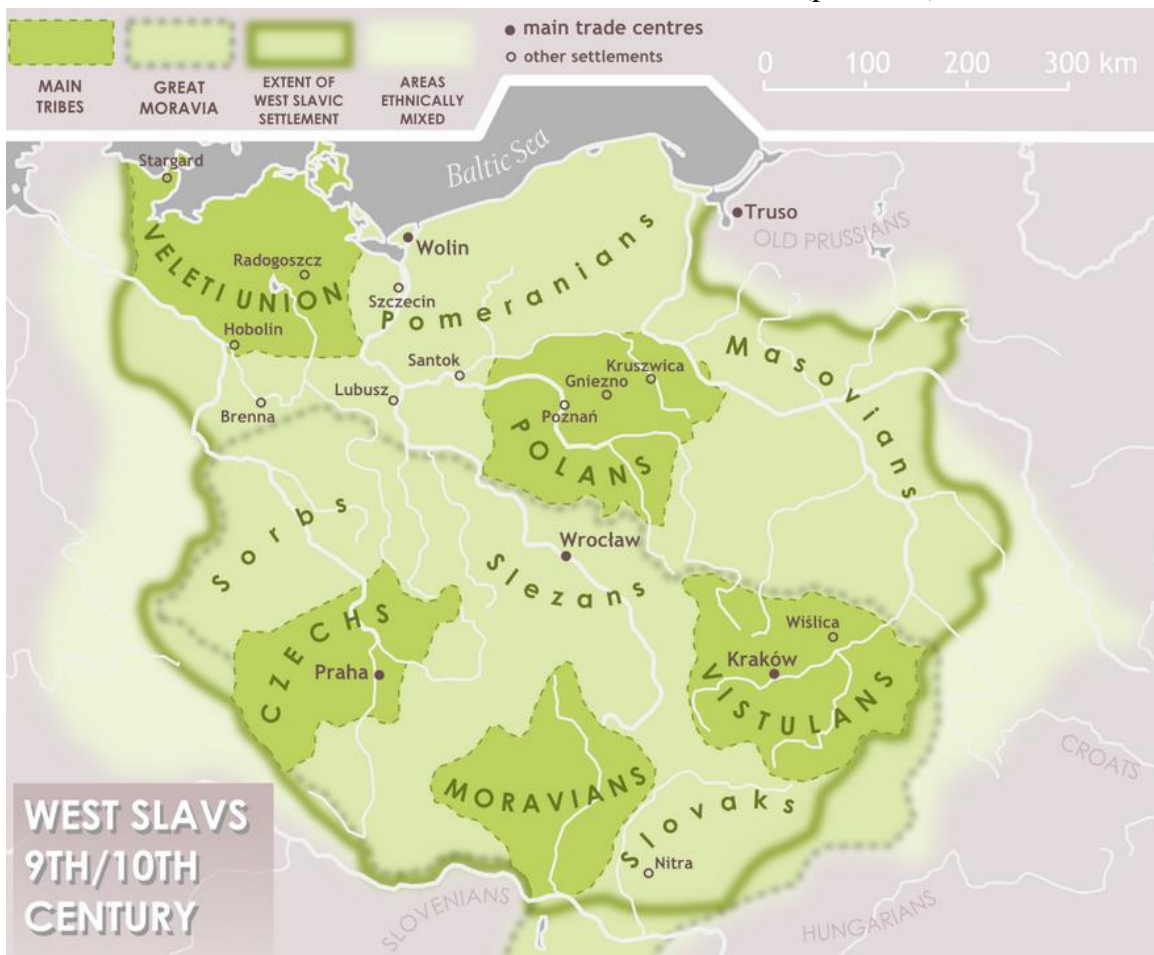 MAIN
TRIBES
GREAT
MORAVIA
EXTENT OF
WEST SLAVIC
SETTLEMENT
AREAS
ETHNICALLY
MIXED
main trade centres
other settlements
0 100 200 300 km
Baltic Sea
Stargard
Truso
OLD PRUSSIANS
Wolin
VELETI UNION
Radogoszcz
Szczecin
Pomeranians
Hobolin
Masovians
Santok
Kruszwica
Gniezno
Lubusz
Poznań
Brenna
POLANS
Sorbs
Wrocław
Slezans
CZECHS
Wiślica
Praha
Kraków
VISTULANS
CROATS
MORAVIANS
Slovaks
Nitra
WEST SLAVS
9TH/10TH
CENTURY
SLOVENIANS
HUNGARIANS